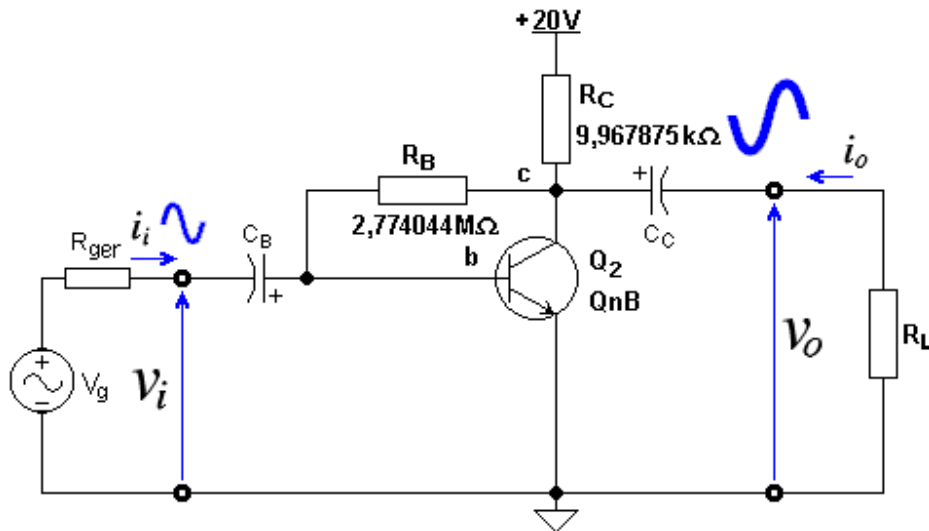 +20V
R_C
9,967875kΩ
R_B
c
+
i_o
2,774044MΩ
C_C
R_ger
i_i
C_B
b
Q_2
QnB
+
v_o
R_L
+
−
V_g
v_i